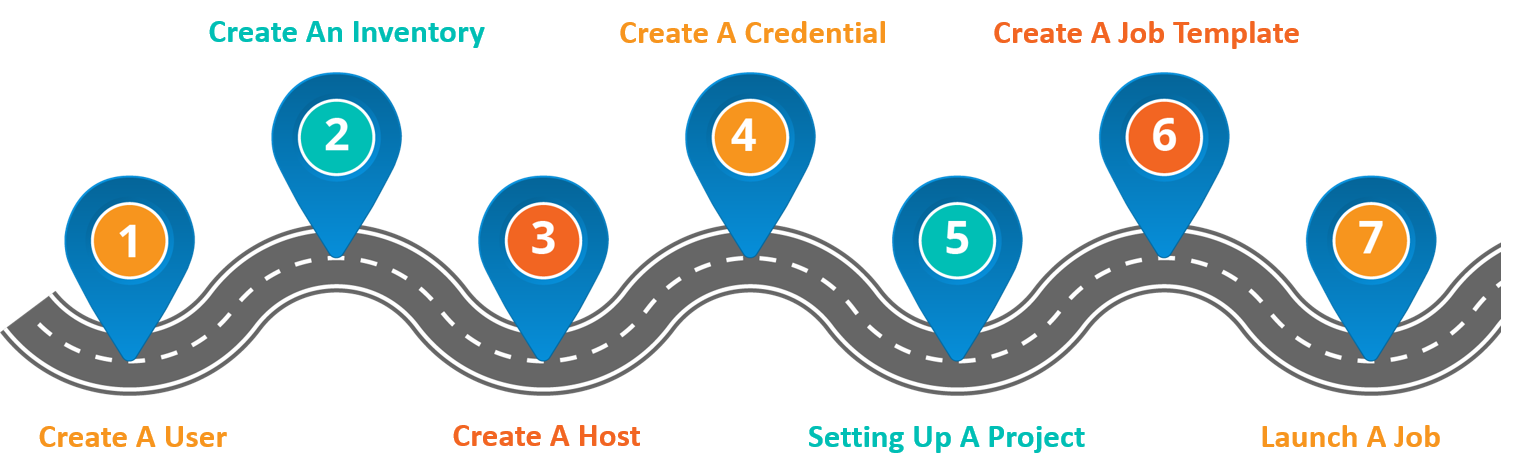 Create An Inventory
Create A Credential
Create A Job Template
2
4
6
1
3
5
7
Create A User
Create A Host
Setting Up A Project
Launch A Job